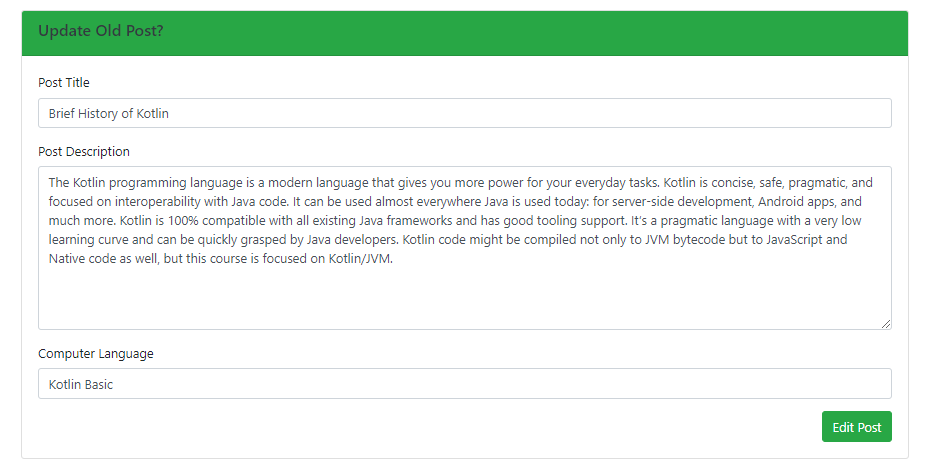 Update Old Post?
Post Title
Brief History of Kotlin
Post Description
The Kotlin programming language is a modern language that gives you more power for your everyday tasks. Kotlin is concise, safe, pragmatic, and
focused on interoperability with Java code. It can be used almost everywhere Java is used today: for server-side development, Android apps, and
much more. Kotlin is 100% compatible with all existing Java frameworks and has good tooling support. It's a pragmatic language with a very low
learning curve and can be quickly grasped by Java developers. Kotlin code might be compiled not only to JVM bytecode but to JavaScript and
Native code as well, but this course is focused on Kotlin/JVM.
Computer Language
Kotlin Basic
Edit Post